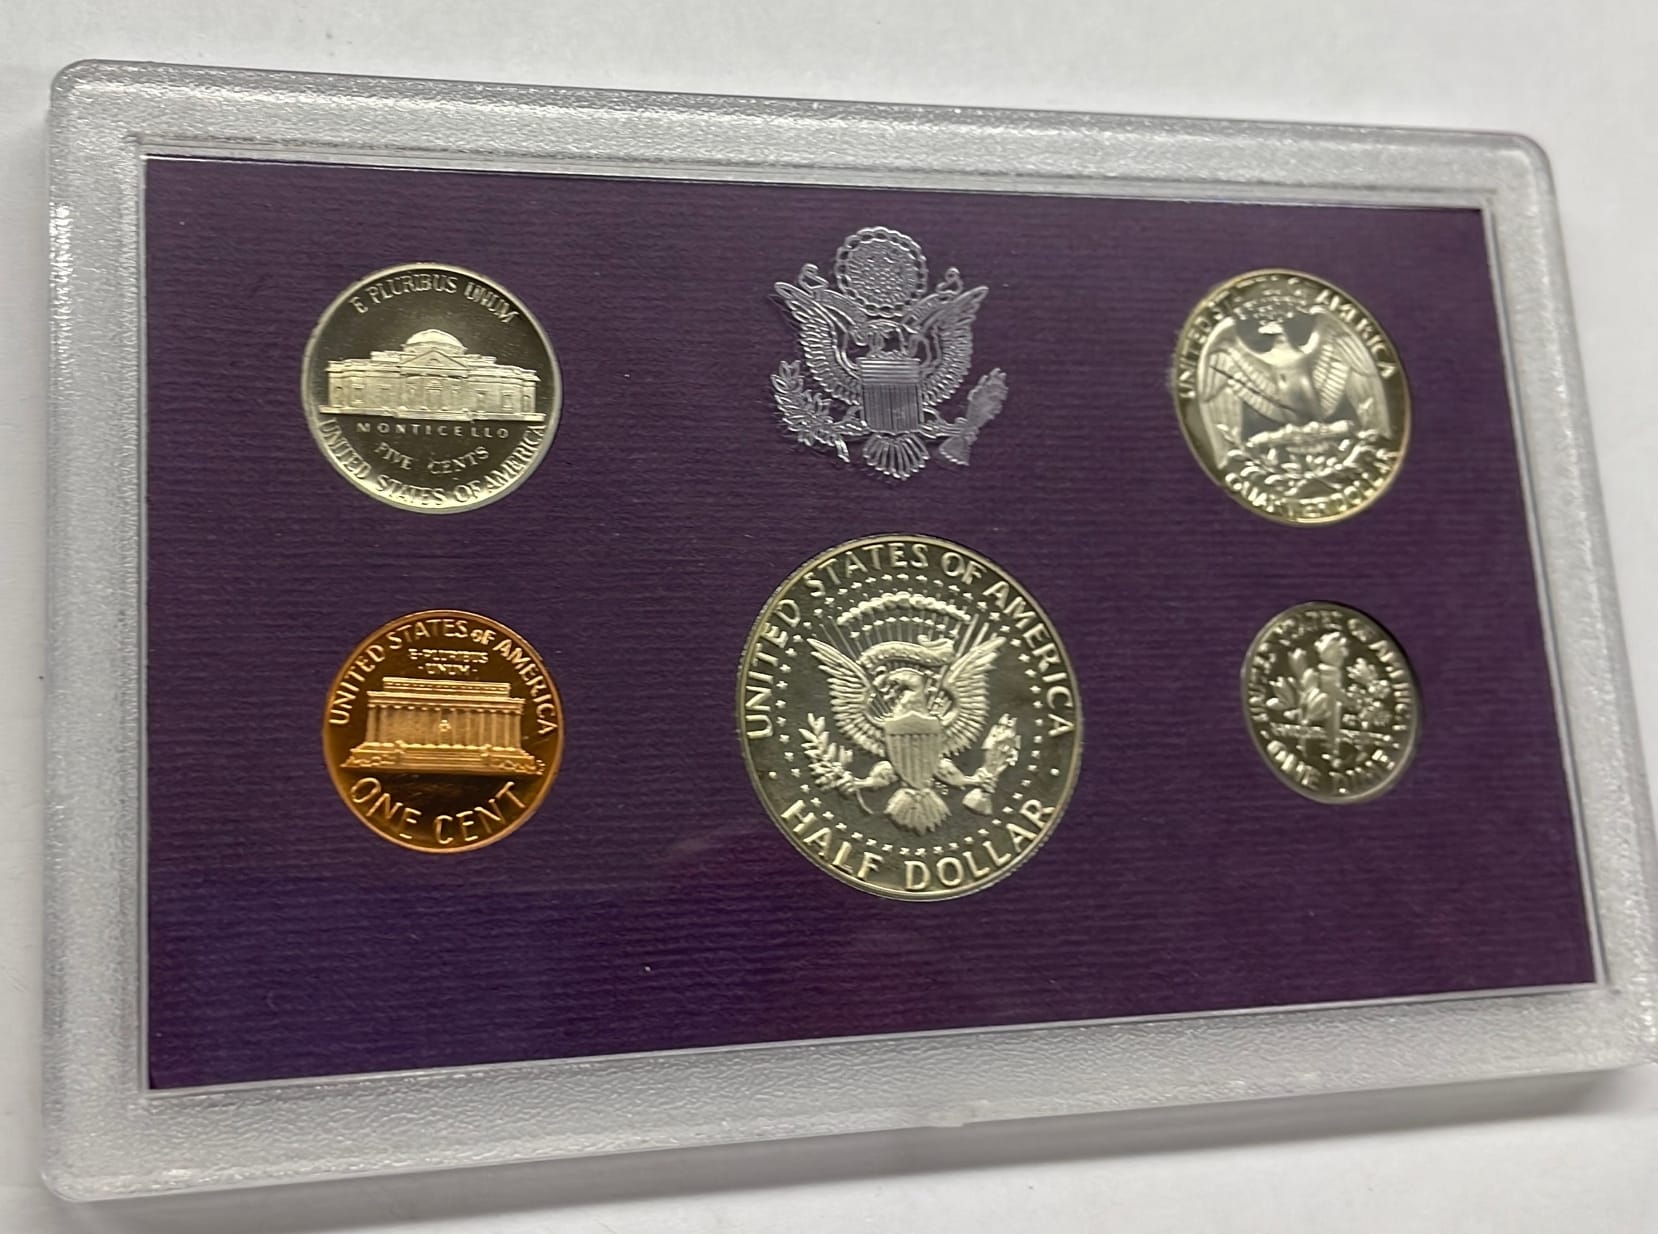 E PLURIBUS UNUM
MONTICELLO
FIVE CENTS
UNITED STATES OF AMERICA
UNITED STATES OF AMERICA
QUARTER DOLLAR
UNITED STATES OF AMERICA
E·PLURIBUS
·UNUM·
ONE CENT
UNITED STATES OF AMERICA
HALF DOLLAR
FG
UNITED STATES OF AMERICA
ONE DIME